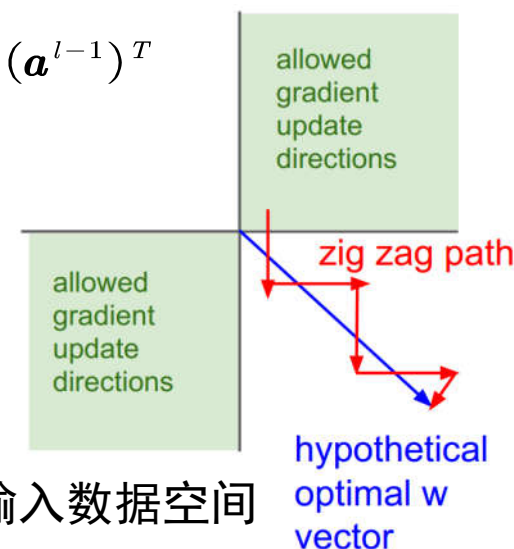 (a^{l-1})^T
allowed
gradient
update
directions
zig zag path
allowed
gradient
update
directions
hypothetical
optimal w
vector
输入数据空间